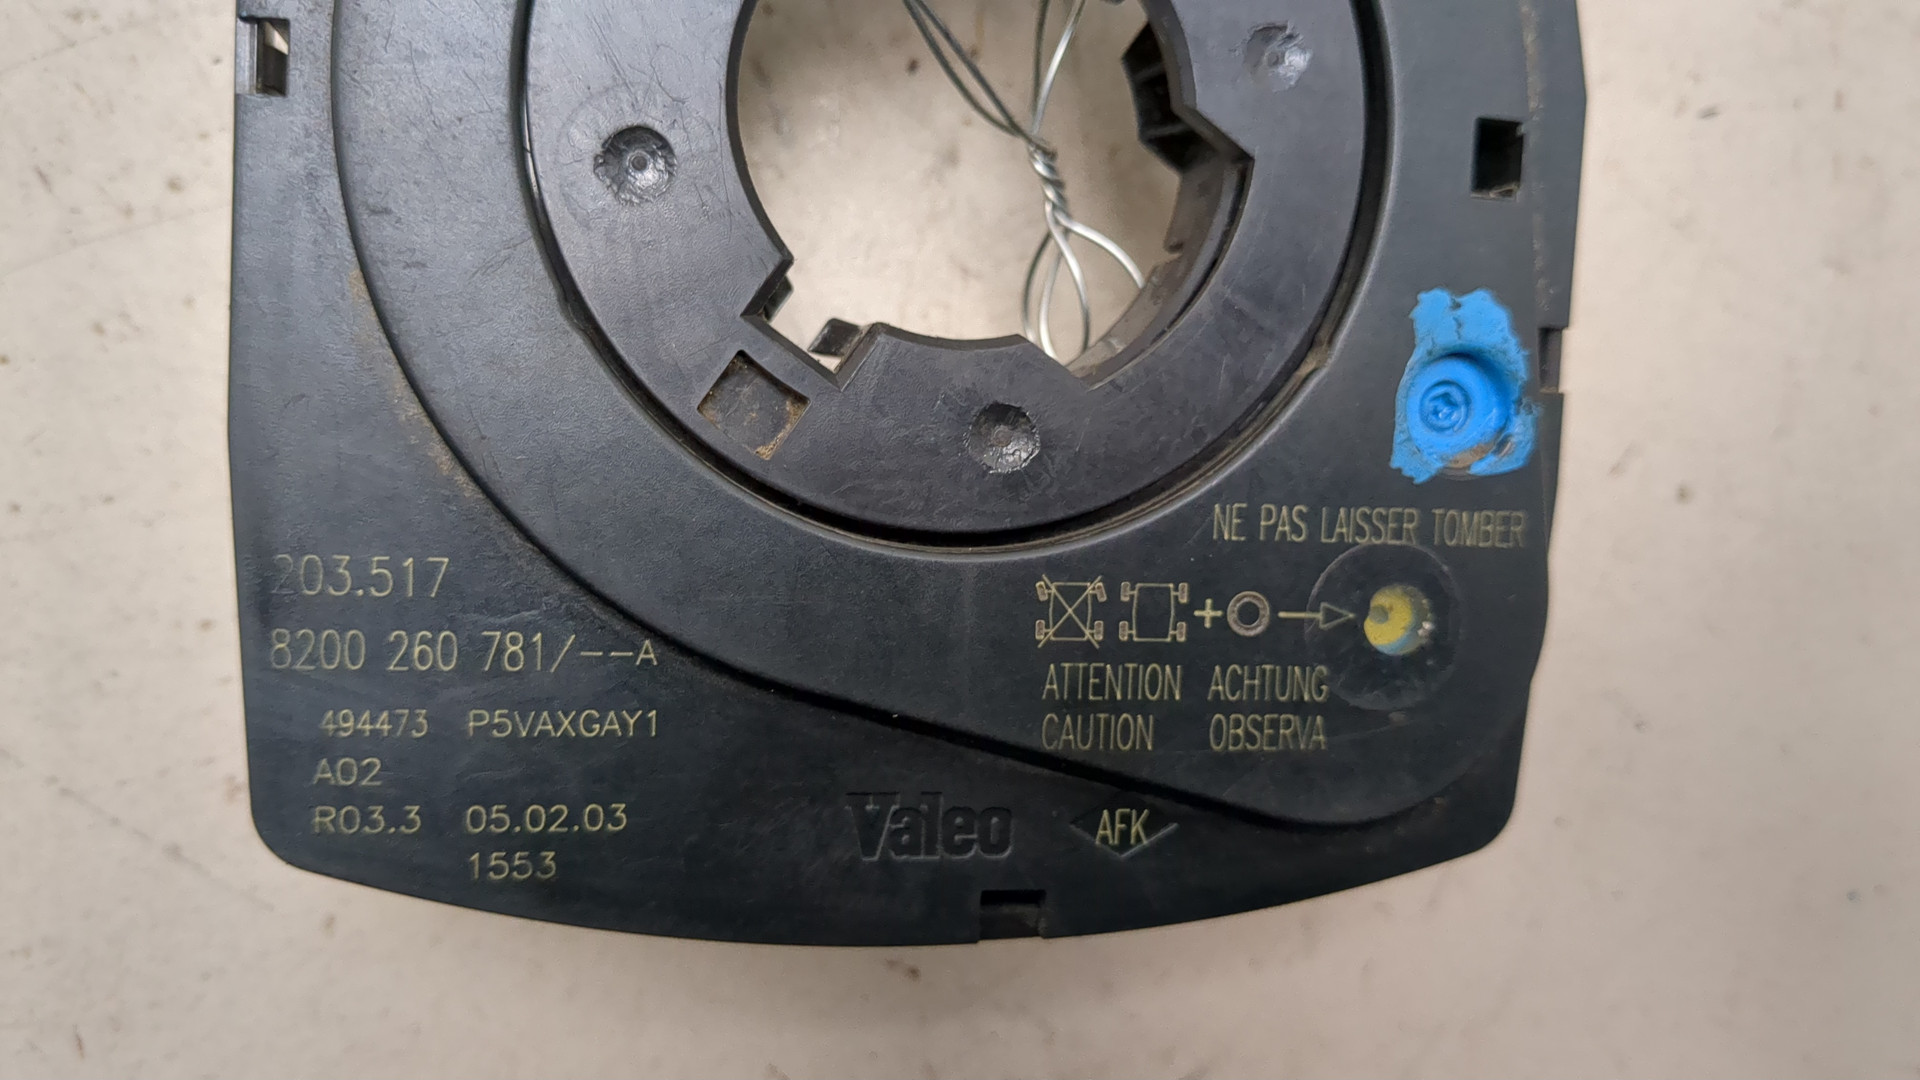 NE PAS LAISSER TOMBER
203.517
8200 260 781/--A
494473 P5VAXGAY1
A02
R03.3 05.02.03
1553
+
ATTENTION ACHTUNG
CAUTION OBSERVA
Valeo
AFK